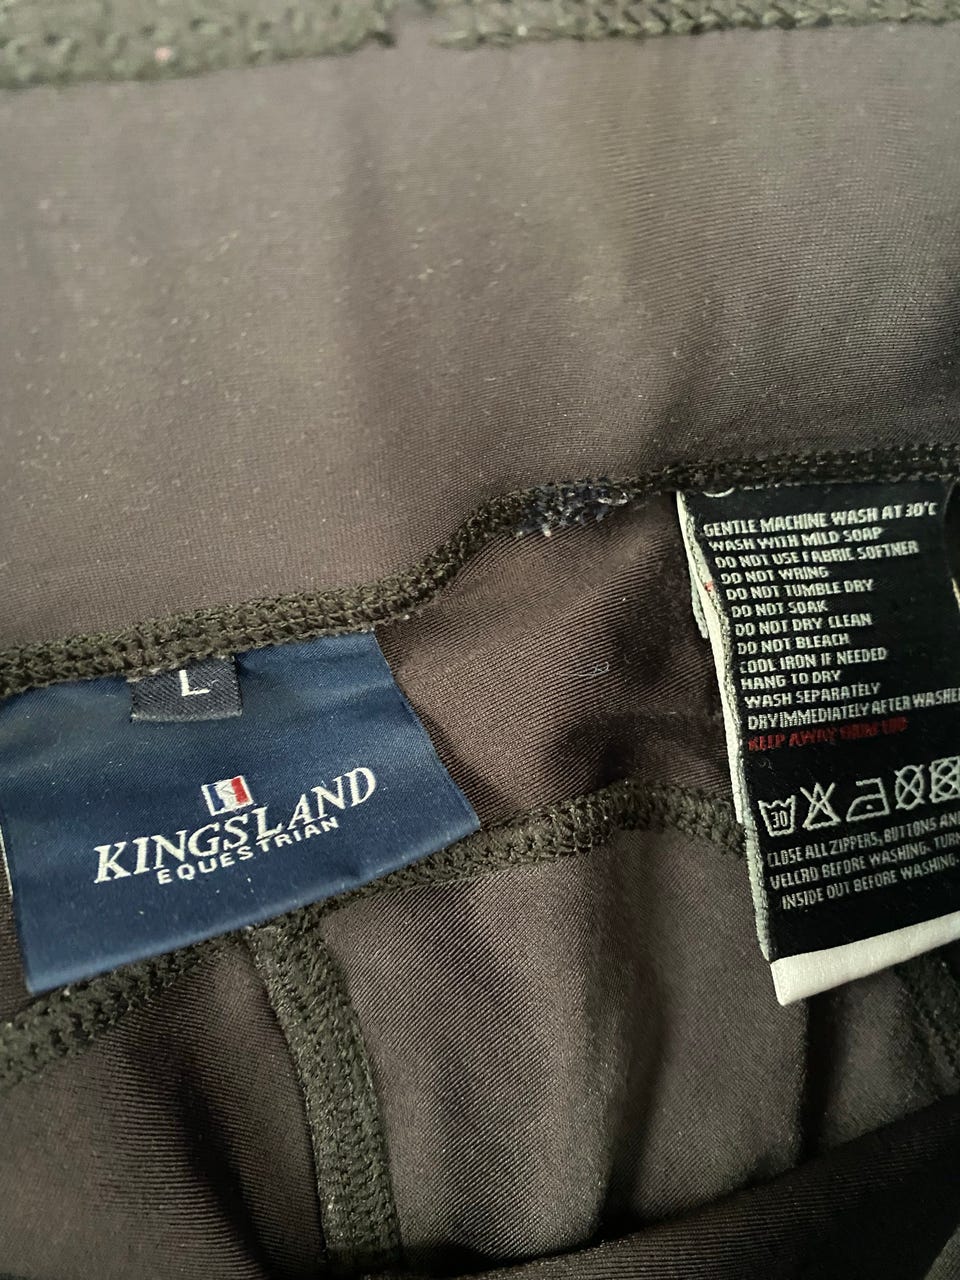 L
KINGSLAND
EQUESTRIAN
GENTLE MACHINE WASH AT 30°C
WASH WITH MILD SOAP
DO NOT USE FABRIC SOFTNER
DO NOT WRING
DO NOT TUMBLE DRY
DO NOT SOAK
DO NOT DRY CLEAN
DO NOT BLEACH
COOL IRON IF NEEDED
HANG TO DRY
WASH SEPARATELY
DRY IMMEDIATELY AFTER WASHED
KEEP AWAY FROM
30
CLOSE ALL ZIPPERS, BUTTONS AND
VELCRO BEFORE WASHING. TURN
INSIDE OUT BEFORE WASHING.